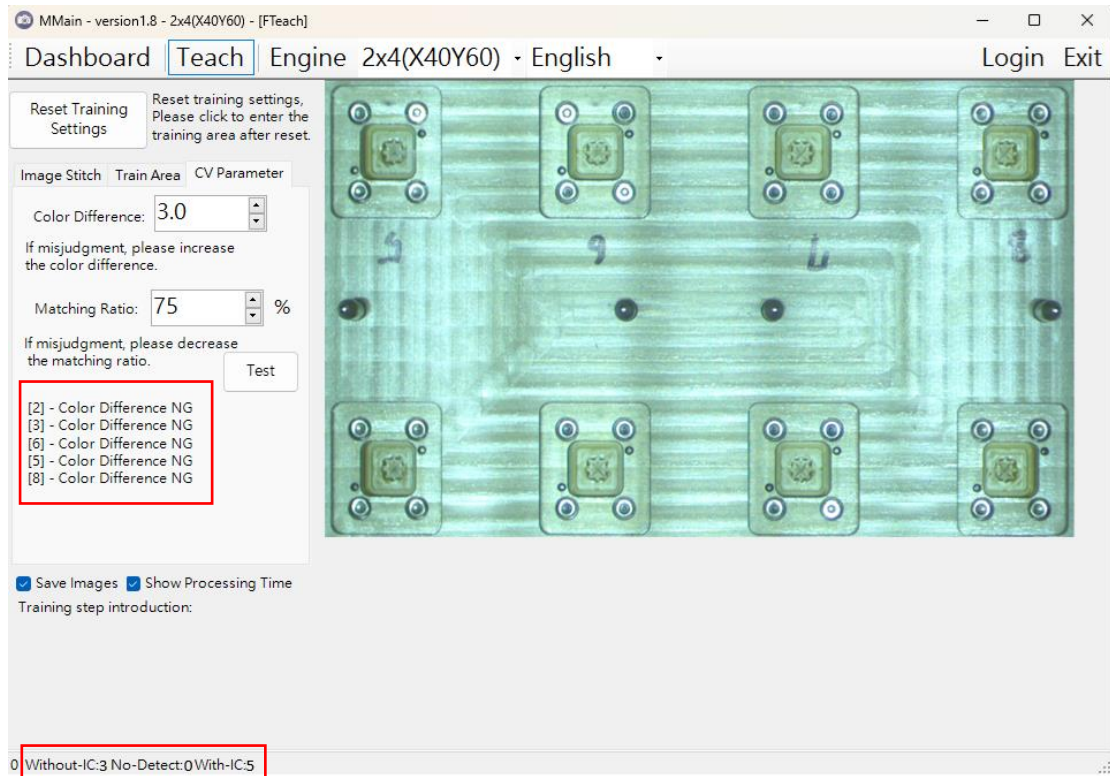 MMain - version1.8 - 2x4(X40Y60) - [FTeach]
Dashboard Teach Engine 2x4(X40Y60) English Login Exit
Reset Training
Settings
Reset training settings,
Please click to enter the
training area after reset.
Image Stitch Train Area CV Parameter
Color Difference: 3.0
If misjudgment, please increase
the color difference.
Matching Ratio: 75 %
If misjudgment, please decrease
the matching ratio.
Test
[2] - Color Difference NG
[3] - Color Difference NG
[6] - Color Difference NG
[5] - Color Difference NG
[8] - Color Difference NG
Save Images Show Processing Time
Training step introduction:
0 Without-IC:3 No-Detect:0 With-IC:5